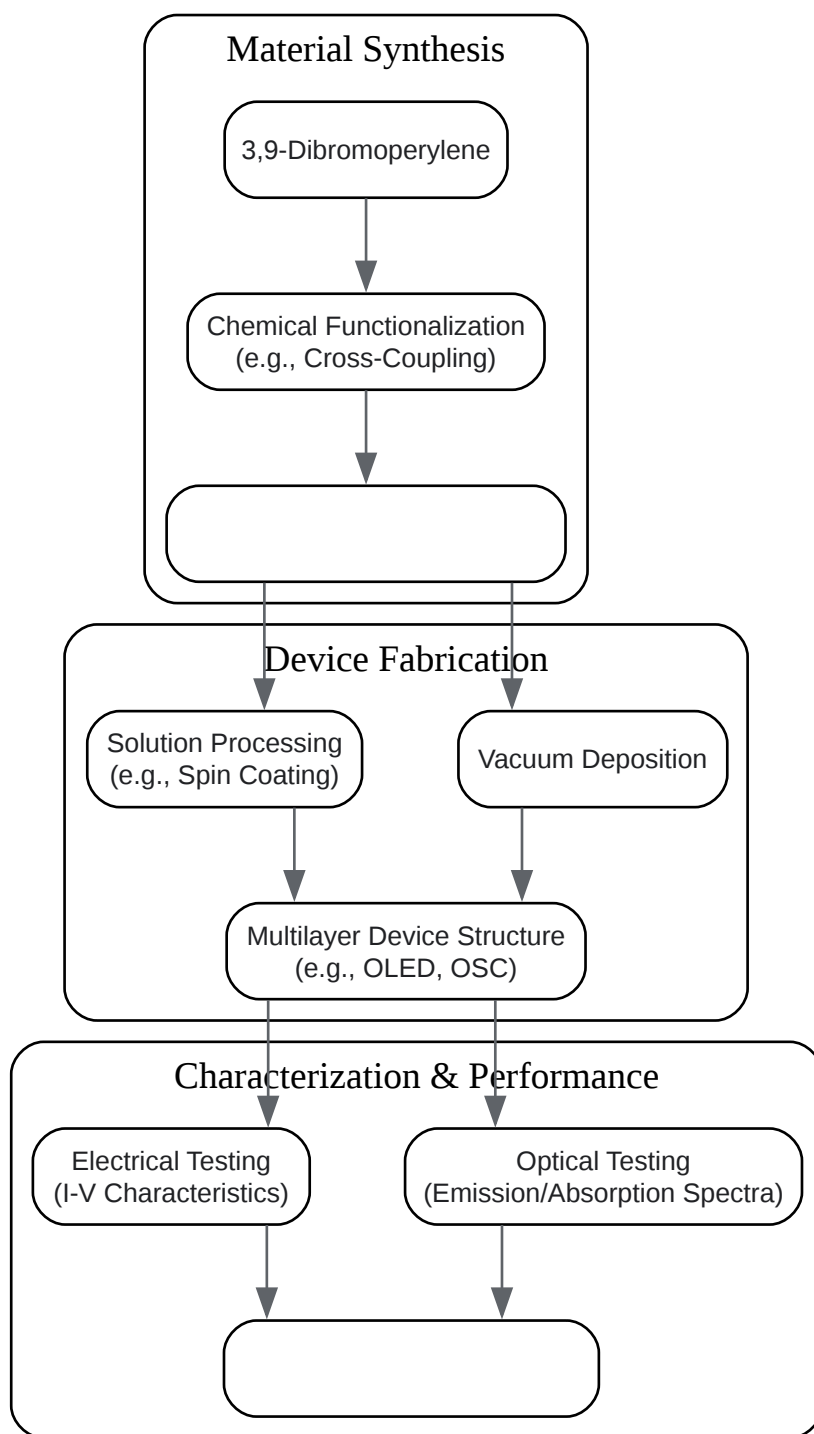 Material Synthesis
3,9-Dibromoperylene
Chemical Functionalization
(e.g., Cross-Coupling)
Device Fabrication
Solution Processing
(e.g., Spin Coating)
Vacuum Deposition
Multilayer Device Structure
(e.g., OLED, OSC)
Characterization & Performance
Electrical Testing
(I-V Characteristics)
Optical Testing
(Emission/Absorption Spectra)